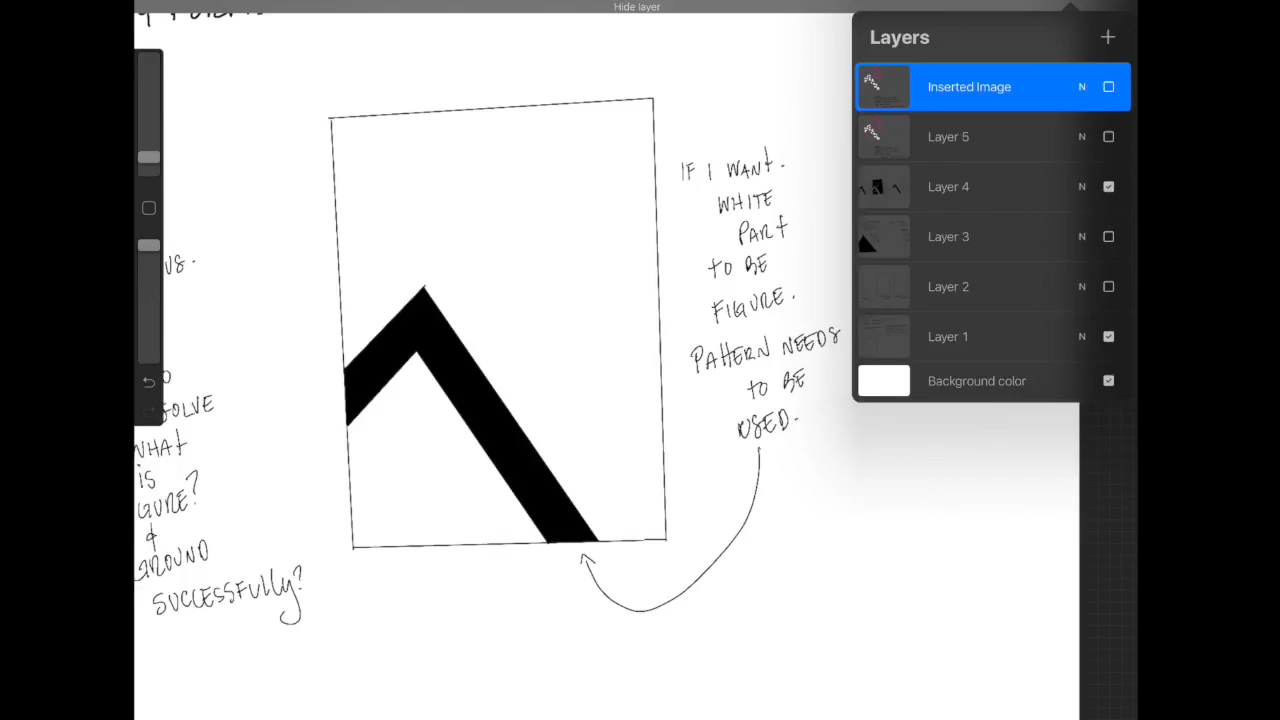 Hide layer
Layers
Inserted Image N
Layer 5 N
Layer 4 N
Layer 3 N
Layer 2 N
Layer 1 N
Background color
IF I WANT.
WHITE
PART
TO BE
FIGURE.
PATTERN NEEDS
TO BE
USED.
US.
O
SOLVE
WHAT
IS
GURE?
&
GROUND
SUCCESSFULLY?